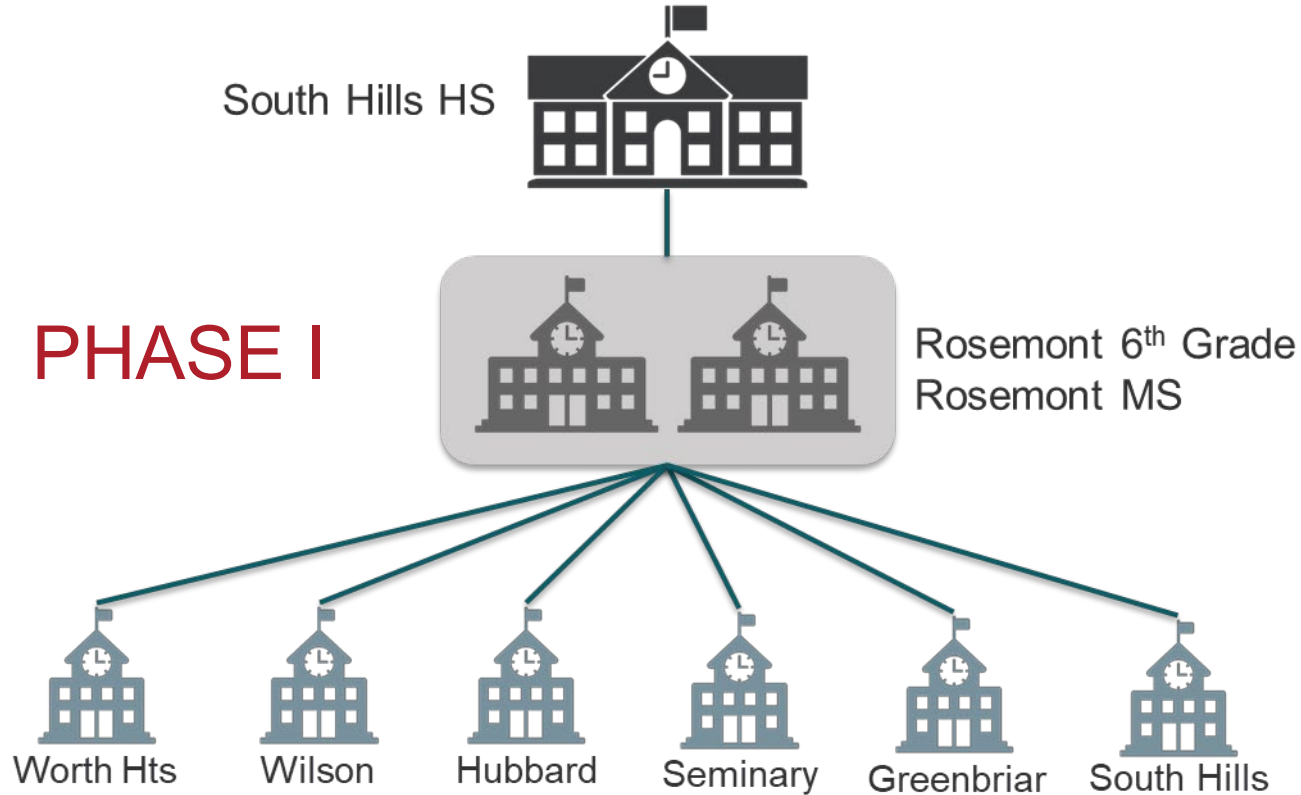 South Hills HS
PHASE I
Rosemont 6th Grade
Rosemont MS
Worth Hts
Wilson
Hubbard
Seminary
Greenbriar
South Hills